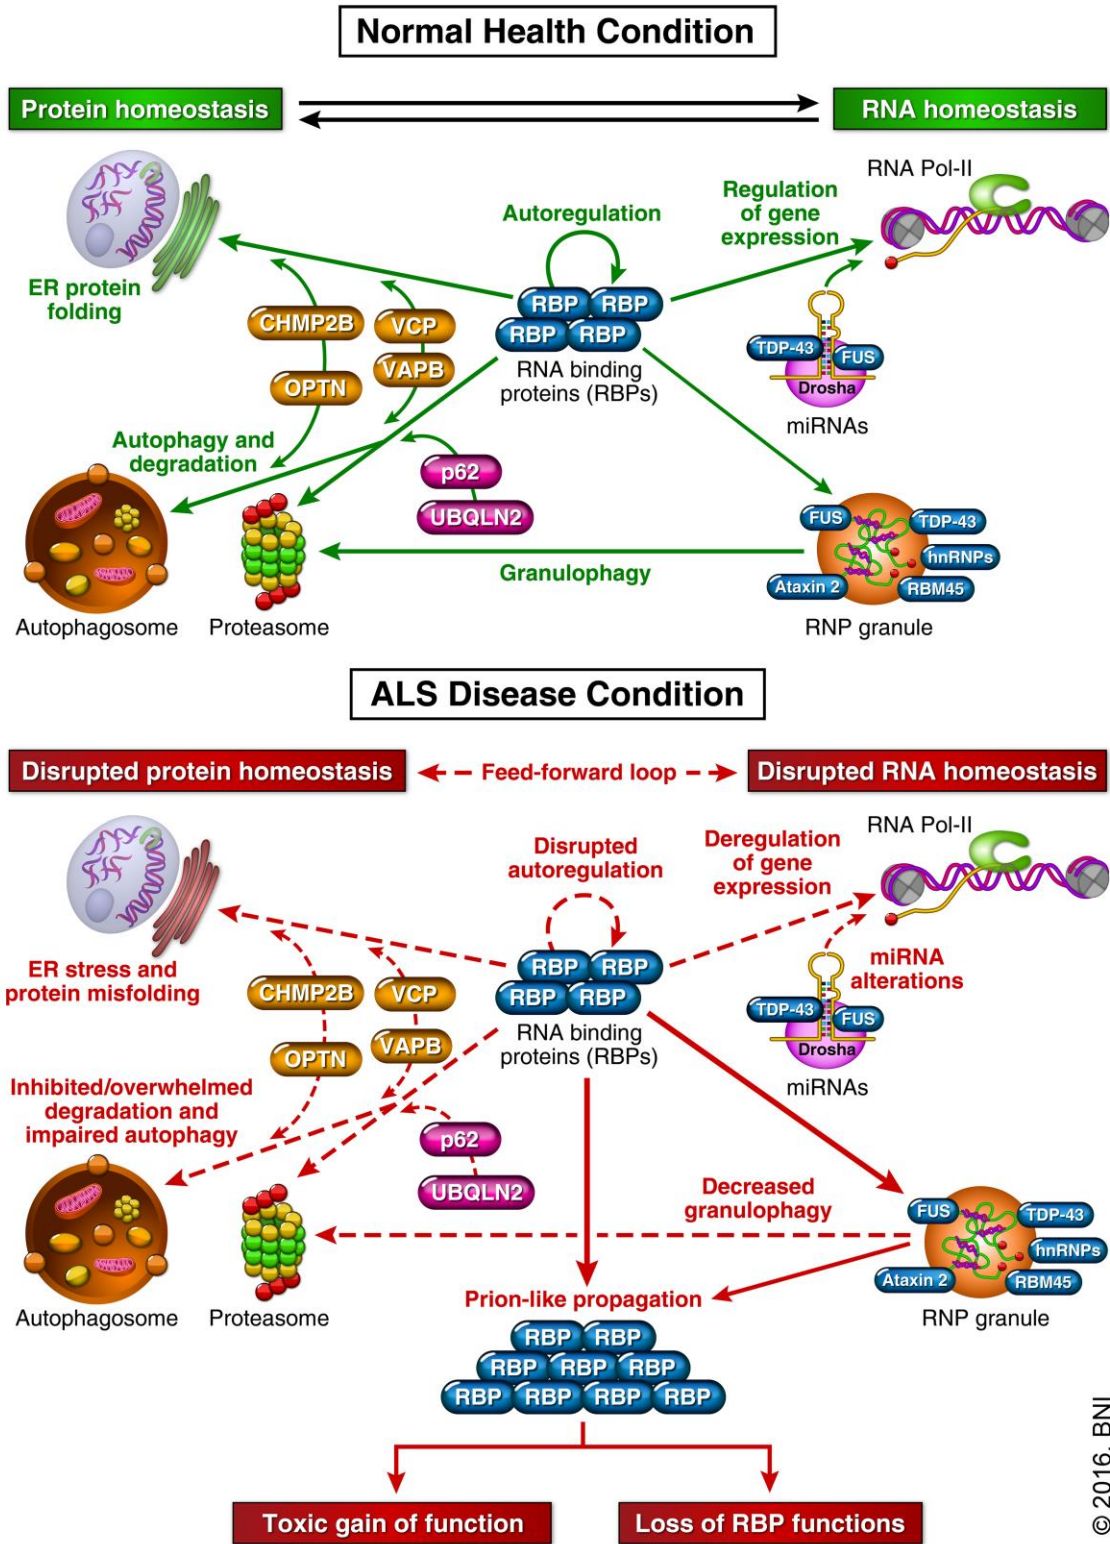 Normal Health Condition
Protein homeostasis
RNA homeostasis
RNA Pol-II
Regulation
of gene
expression
Autoregulation
ER protein
folding
RBP
RBP
RBP
RBP
CHMP2B
VCP
OPTN
VAPB
RNA binding
proteins (RBPs)
TDP-43
FUS
Drosha
miRNAs
Autophagy and
degradation
p62
UBQLN2
FUS
TDP-43
hnRNPs
Ataxin 2
RBM45
Granulophagy
Autophagosome
Proteasome
RNP granule
ALS Disease Condition
Disrupted protein homeostasis
Feed-forward loop
Disrupted RNA homeostasis
RNA Pol-II
Disrupted
autoregulation
Deregulation
of gene
expression
ER stress and
protein misfolding
RBP
RBP
RBP
RBP
miRNA
alterations
CHMP2B
VCP
OPTN
VAPB
RNA binding
proteins (RBPs)
TDP-43
FUS
Drosha
miRNAs
Inhibited/overwhelmed
degradation and
impaired autophagy
p62
UBQLN2
Decreased
granulophagy
FUS
TDP-43
hnRNPs
Ataxin 2
RBM45
Autophagosome
Proteasome
Prion-like propagation
RNP granule
RBP
RBP
RBP
RBP
RBP
RBP
RBP
RBP
RBP
Toxic gain of function
Loss of RBP functions
© 2016, BNI